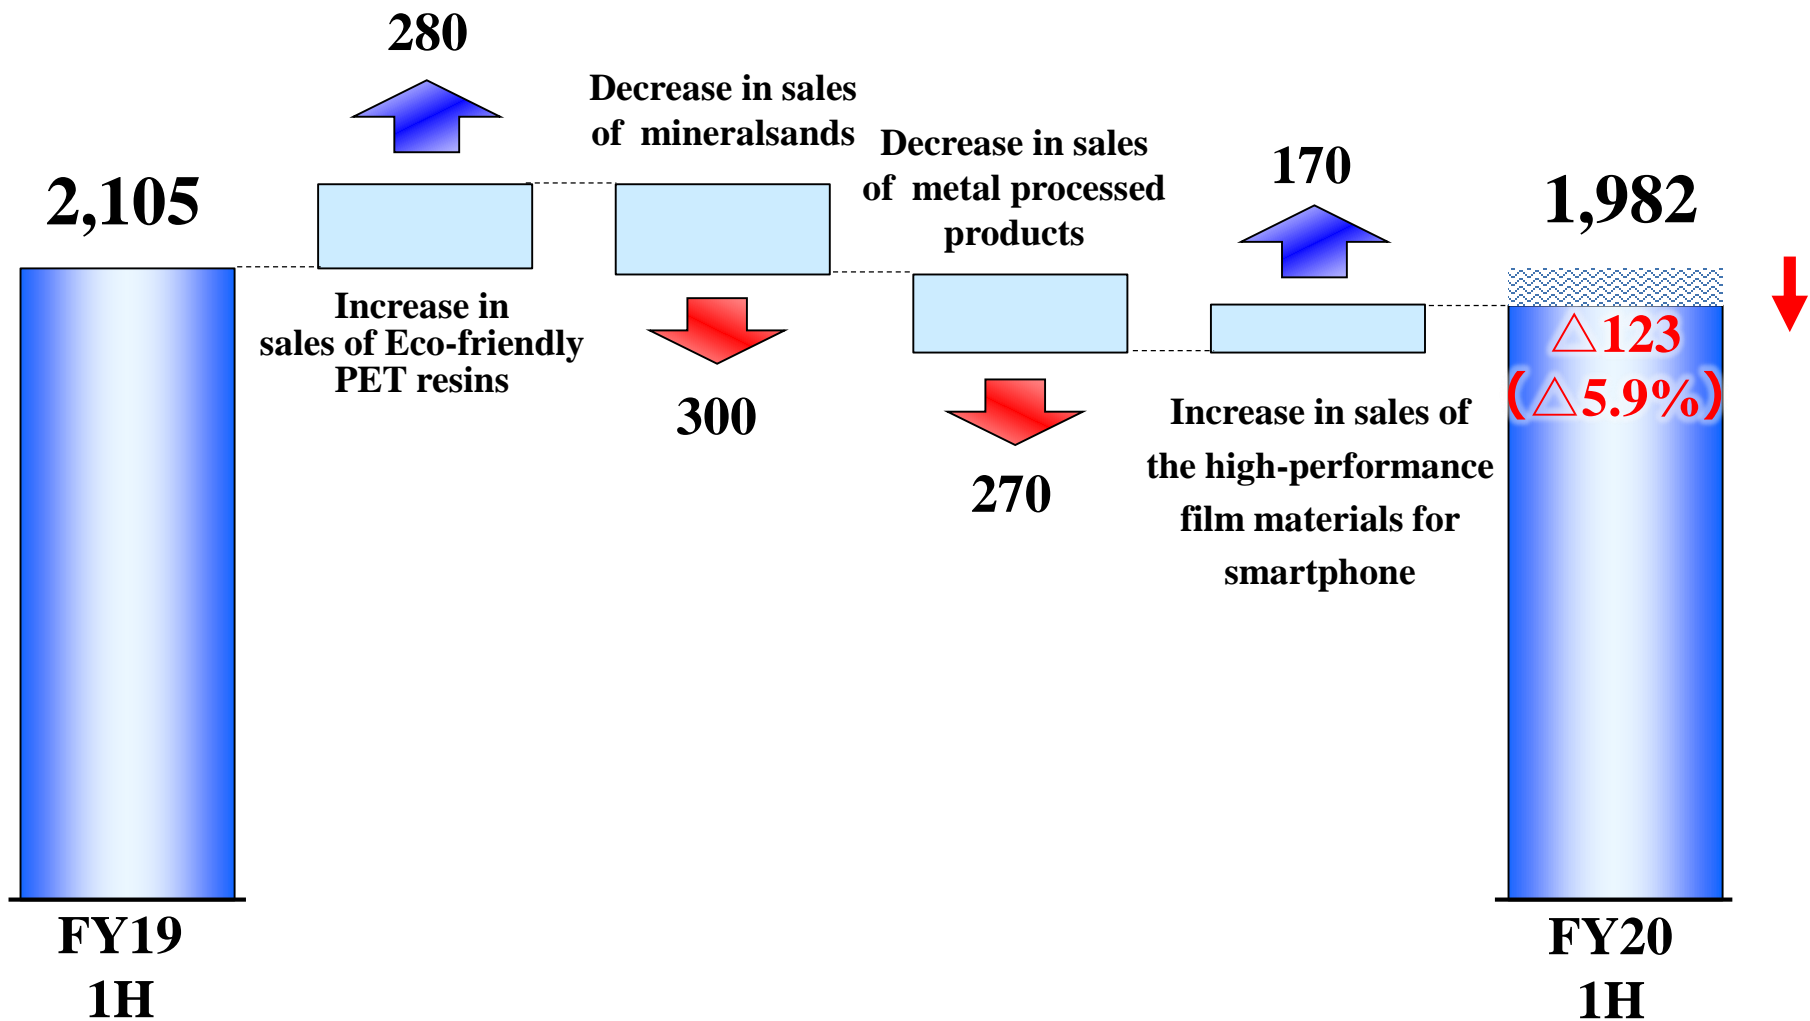 2,105
FY19
1H
280
Increase in
sales of Eco-friendly
PET resins
Decrease in sales
of  mineralsands
300
Decrease in sales
of  metal processed
products
270
170
Increase in sales of
the high-performance
film materials for
smartphone
1,982
△123
(△5.9%)
FY20
1H